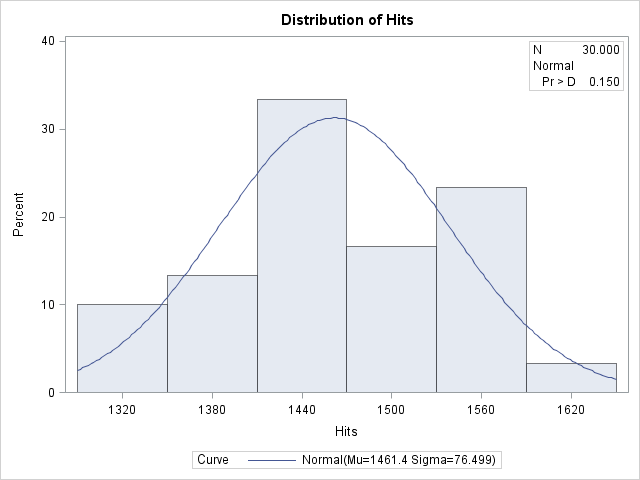 Distribution of Hits
40
30
20
10
0
Percent
N 30.000
Normal
Pr > D 0.150
1320 1380 1440 1500 1560 1620
Hits
Curve Normal(Mu=1461.4 Sigma=76.499)